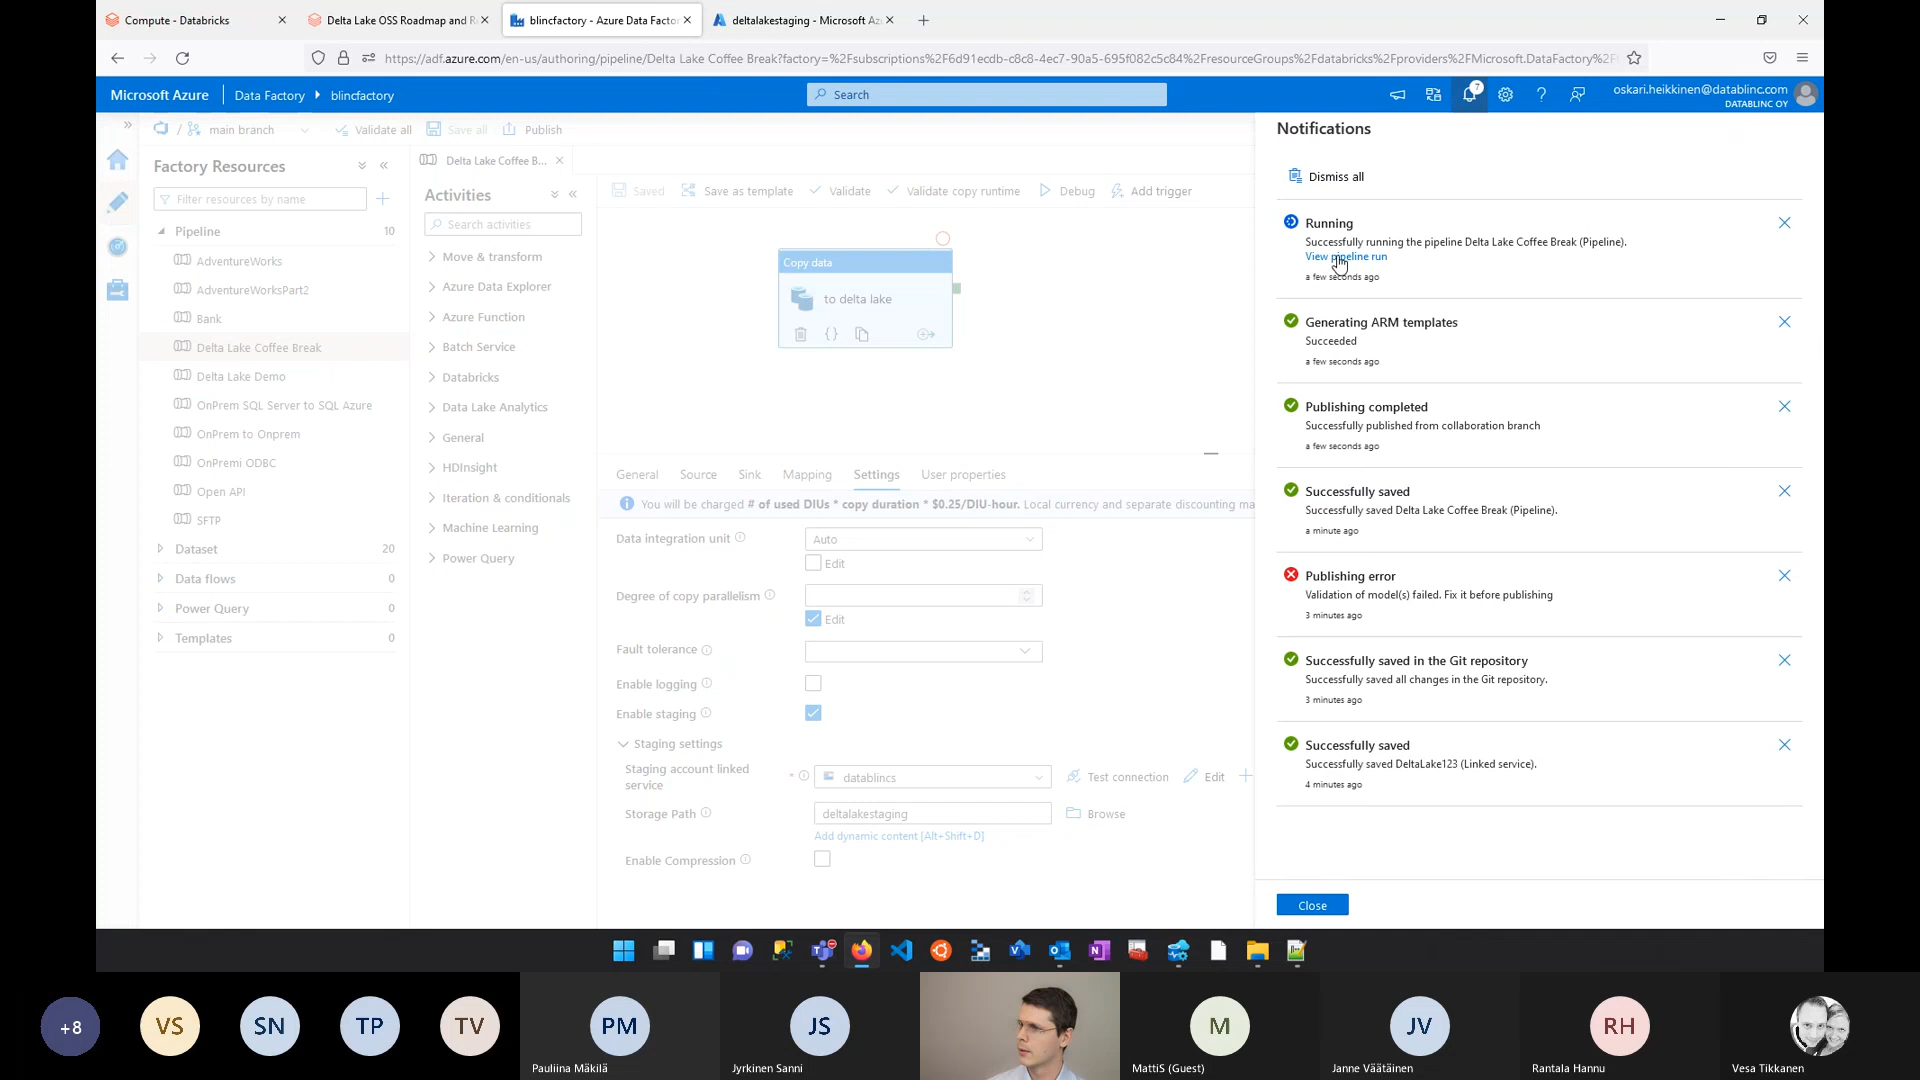 Compute - Databricks
Delta Lake OSS Roadmap and R
blincfactory - Azure Data Facto
deltalakestaging - Microsoft Az
https://adf.azure.com/en-us/authoring/pipeline/Delta Lake Coffee Break?factory=%2Fsubscriptions%2F6d91ecdb-c8c8-4ec7-90a5-695f082c5c84%2FresourceGroups%2Fdatabricks%2Fproviders%2FMicrosoft.DataFactory%2F
Microsoft Azure
Data Factory
blincfactory
Search
7
oskari.heikkinen@datablinc.com
DATABLINC OY
/
main branch
Validate all
Save all
Publish
Factory Resources
Filter resources by name
Pipeline
10
AdventureWorks
AdventureWorksPart2
Bank
Delta Lake Coffee Break
Delta Lake Demo
OnPrem SQL Server to SQL Azure
OnPrem to Onprem
OnPremi ODBC
Open API
SFTP
Dataset
20
Data flows
0
Power Query
0
Templates
0
Delta Lake Coffee B...
Activities
Search activities
Move & transform
Azure Data Explorer
Azure Function
Batch Service
Databricks
Data Lake Analytics
General
HDInsight
Iteration & conditionals
Machine Learning
Power Query
Saved
Save as template
Validate
Validate copy runtime
Debug
Add trigger
Copy data
to delta lake
General
Source
Sink
Mapping
Settings
User properties
You will be charged # of used DIUs * copy duration * $0.25/DIU-hour. Local currency and separate discounting ma
Data integration unit
Auto
Edit
Degree of copy parallelism
Edit
Fault tolerance
Enable logging
Enable staging
Staging settings
Staging account linked
service
*
datablincs
Test connection
Edit
Storage Path
deltalakestaging
Browse
Add dynamic content [Alt+Shift+D]
Enable Compression
Notifications
Dismiss all
Running
Successfully running the pipeline Delta Lake Coffee Break (Pipeline).
View pipeline run
a few seconds ago
Generating ARM templates
Succeeded
a few seconds ago
Publishing completed
Successfully published from collaboration branch
a few seconds ago
Successfully saved
Successfully saved Delta Lake Coffee Break (Pipeline).
a minute ago
Publishing error
Validation of model(s) failed. Fix it before publishing
3 minutes ago
Successfully saved in the Git repository
Successfully saved all changes in the Git repository.
3 minutes ago
Successfully saved
Successfully saved DeltaLake123 (Linked service).
4 minutes ago
Close
+8
VS
SN
TP
TV
PM
Pauliina Mäkilä
JS
Jyrkinen Sanni
M
MattiS (Guest)
JV
Janne Väätäinen
RH
Rantala Hannu
Vesa Tikkanen